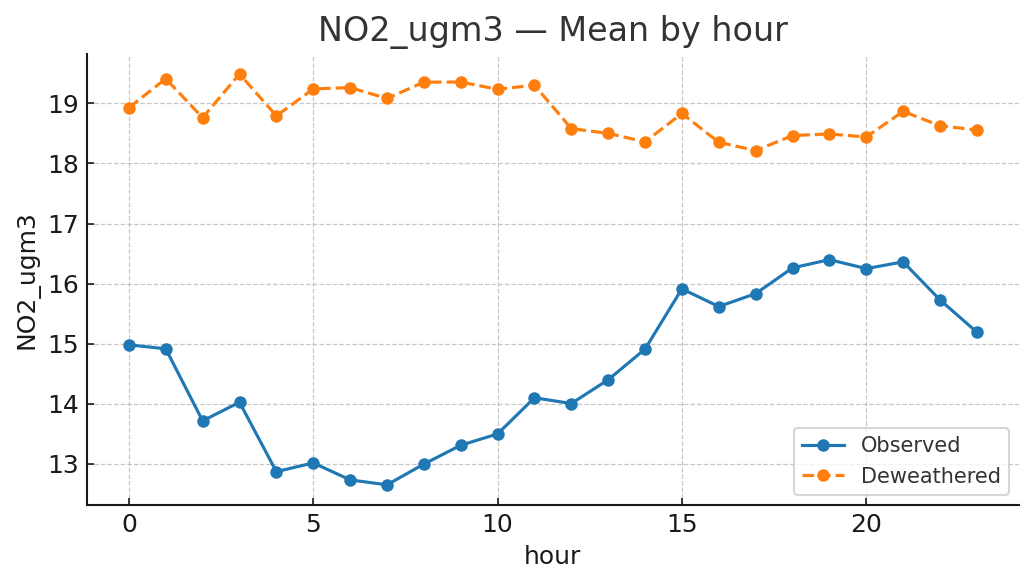 NO2_ugm3 — Mean by hour
NO2_ugm3
19
18
17
16
15
14
13
0 5 10 15 20
hour
Observed
Deweathered